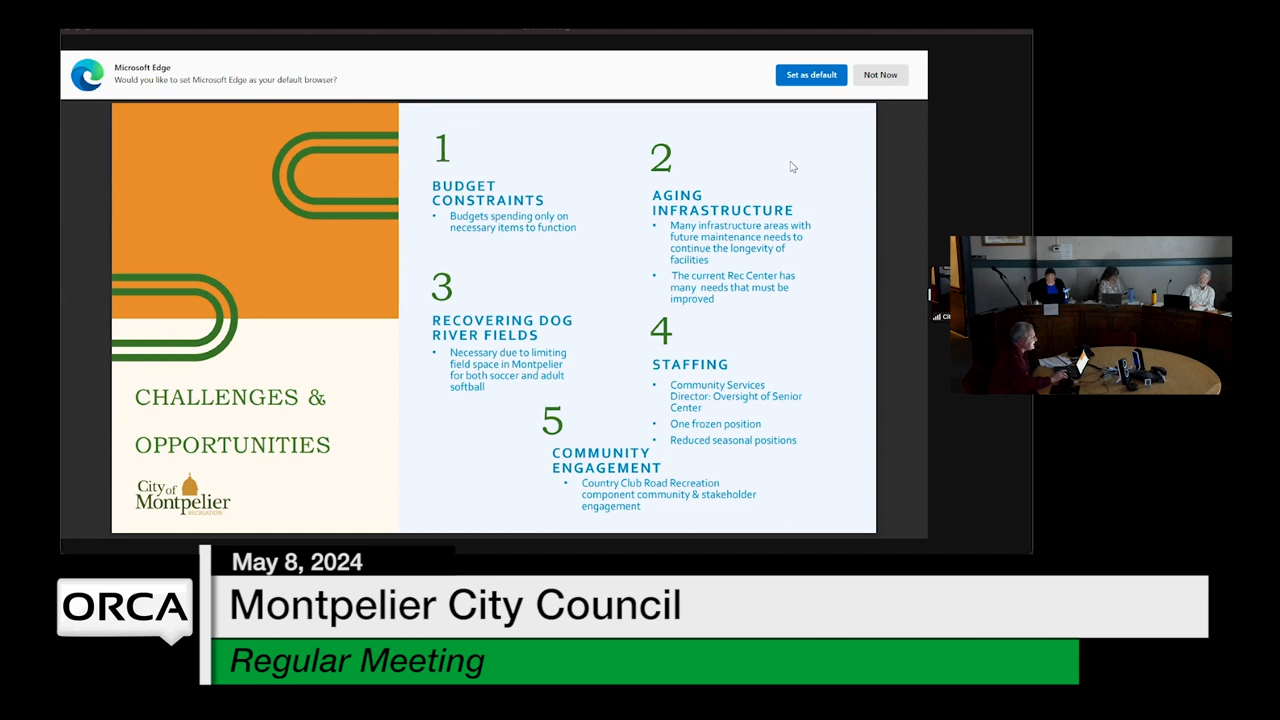 Microsoft Edge
Would you like to set Microsoft Edge as your default browser?
Set as default
Not Now
CHALLENGES &
OPPORTUNITIES
City of
Montpelier
RECREATION
1
BUDGET
CONSTRAINTS
• Budgets spending only on
necessary items to function
2
AGING
INFRASTRUCTURE
• Many infrastructure areas with
future maintenance needs to
continue the longevity of
facilities
• The current Rec Center has
many needs that must be
improved
3
RECOVERING DOG
RIVER FIELDS
• Necessary due to limiting
field space in Montpelier
for both soccer and adult
softball
4
STAFFING
• Community Services
Director: Oversight of Senior
Center
• One frozen position
• Reduced seasonal positions
5
COMMUNITY
ENGAGEMENT
• Country Club Road Recreation
component community & stakeholder
engagement
May 8, 2024
ORCA
Montpelier City Council
Regular Meeting